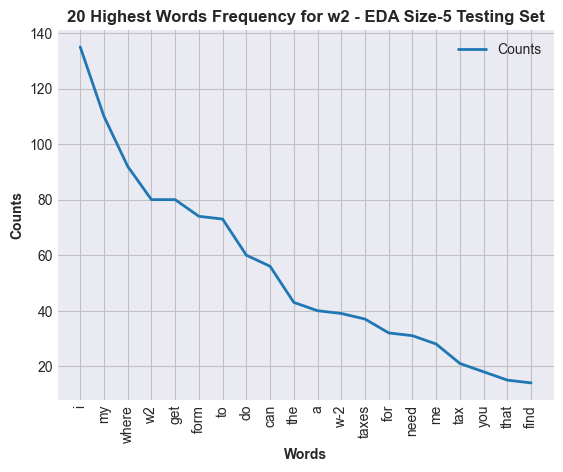 20 Highest Words Frequency for w2 - EDA Size-5 Testing Set
Counts
140
120
100
80
60
40
20
Counts
i
my
where
w2
get
form
to
do
can
the
a
w-2
taxes
for
need
me
tax
you
that
find
Words